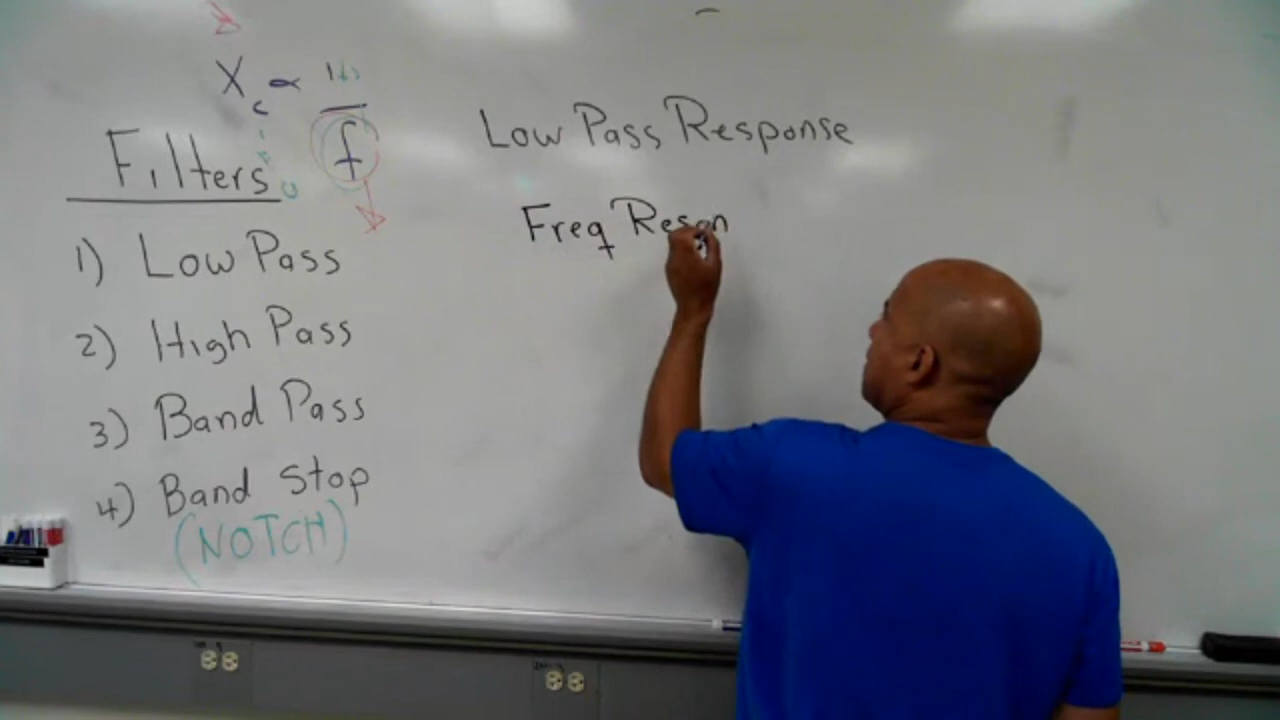 X c ∝ 1 / f
Filters
1) Low Pass
2) High Pass
3) Band Pass
4) Band Stop
(NOTCH)
Low Pass Response
Freq Reson